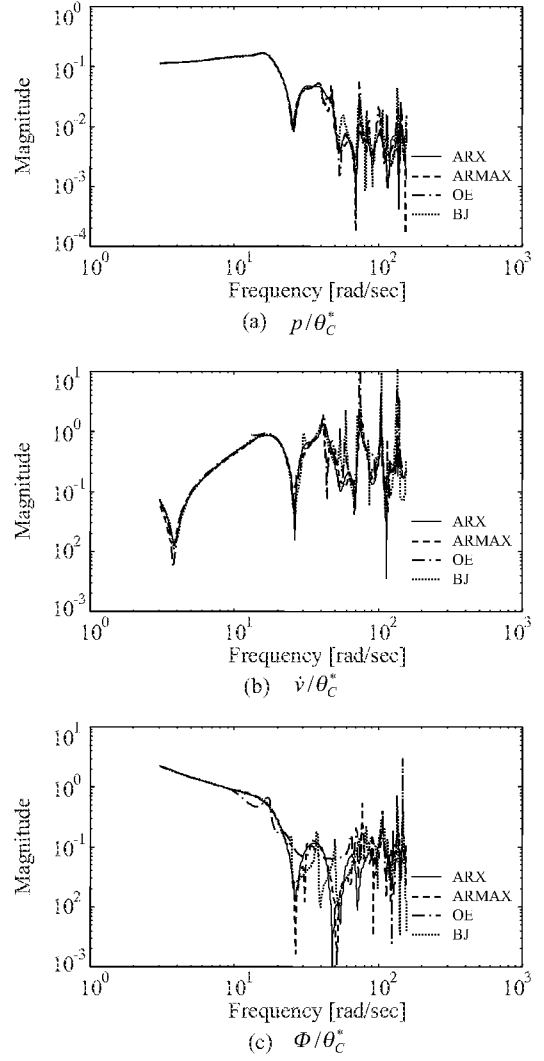 10^0
10^-1
10^-2
10^-3
10^-4
Magnitude
ARX
ARMAX
OE
BJ
10^0 10^1 10^2 10^3
Frequency [rad/sec]
(a) p/θ_C^*
10^1
10^0
10^-1
10^2
10^-3
Magnitude
ARX
ARMAX
OE
BJ
10^0 10^1 10^2 10^3
Frequency [rad/sec]
(b) v̇/θ_C^*
10^1
10^0
10^-1
10^2
10^-3
Magnitude
ARX
ARMAX
OE
BJ
10^0 10^1 10^2 10^3
Frequency [rad/sec]
(c) Φ/θ_C^*